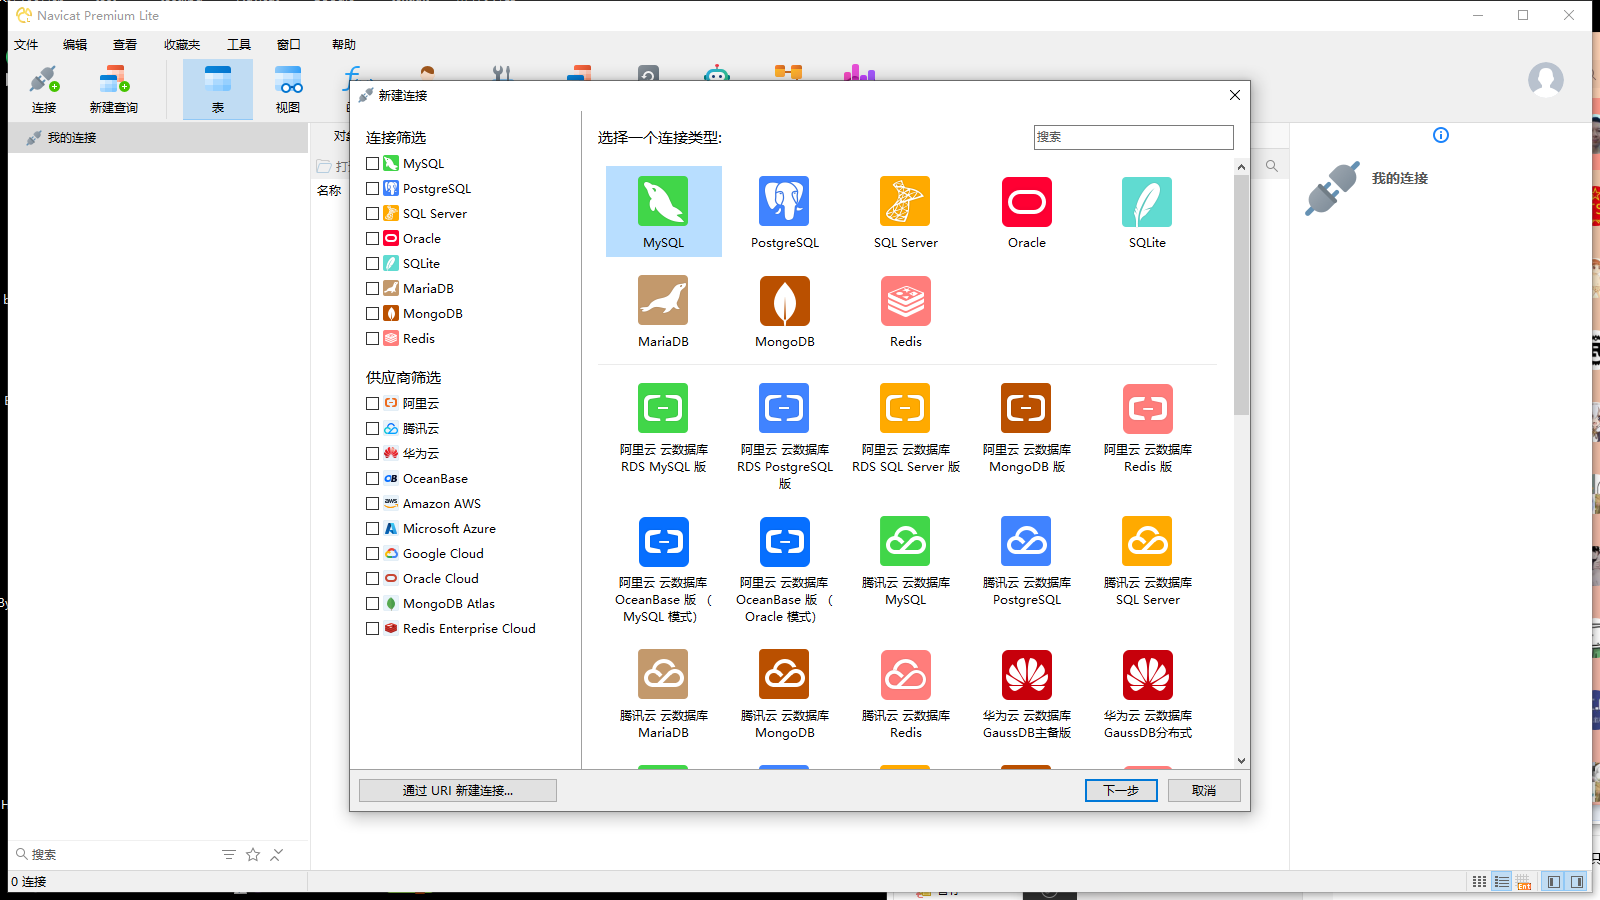 Navicat Premium Lite
文件 编辑 查看 收藏夹 工具 窗口 帮助
连接 新建查询 表 视图
我的连接
名称
新建连接
连接筛选
MySQL
PostgreSQL
SQL Server
Oracle
SQLite
MariaDB
MongoDB
Redis
供应商筛选
阿里云
腾讯云
华为云
OceanBase
Amazon AWS
Microsoft Azure
Google Cloud
Oracle Cloud
MongoDB Atlas
Redis Enterprise Cloud
选择一个连接类型:
搜索
MySQL
PostgreSQL
SQL Server
Oracle
SQLite
MariaDB
MongoDB
Redis
阿里云 云数据库
RDS MySQL 版
阿里云 云数据库
RDS PostgreSQL
版
阿里云 云数据库
RDS SQL Server 版
阿里云 云数据库
MongoDB 版
阿里云 云数据库
Redis 版
阿里云 云数据库
OceanBase 版 （
MySQL 模式）
阿里云 云数据库
OceanBase 版 （
Oracle 模式）
腾讯云 云数据库
MySQL
腾讯云 云数据库
PostgreSQL
腾讯云 云数据库
SQL Server
腾讯云 云数据库
MariaDB
腾讯云 云数据库
MongoDB
腾讯云 云数据库
Redis
华为云 云数据库
GaussDB主备版
华为云 云数据库
GaussDB分布式
通过 URI 新建连接...
下一步
取消
我的连接
搜索
0 连接